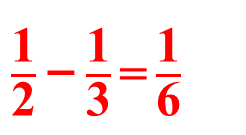 1/2 − 1/3 = 1/6